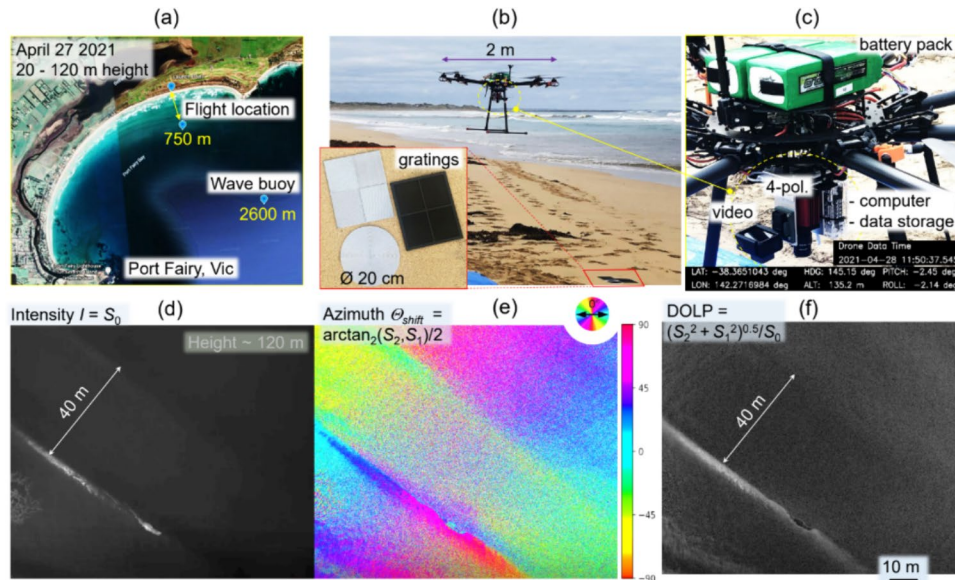 (a)
(b)
(c)
April 27 2021
20 - 120 m height
Flight location
750 m
Wave buoy
2600 m
Port Fairy, Vic
2 m
gratings
Ø 20 cm
battery pack
4-pol.
video
- computer
- data storage
Drone Data Time
2021-04-28 11:50:37.545
LAT: -38.3651043 HDG: 145.15 deg PITCH: -2.45 deg
LON: 142.2716984 deg ALT: 135.2 m ROLL: -2.14 deg
Intensity I = S₀
(d)
Height ~ 120 m
40 m
Azimuth Θshift =
arctan₂(S₂,S₁)/2
(e)
90
45
0
−45
−90
DOLP =
(S₂² + S₁²)^0.5/S₀
(f)
40 m
10 m